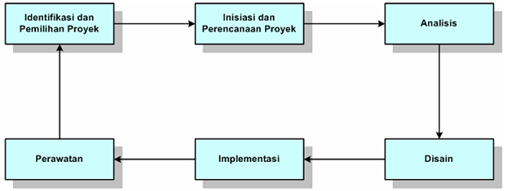 Identifikasi dan
Pemilihan Proyek
Inisiasi dan
Perencanaan Proyek
Analisis
Perawatan
Implementasi
Disain